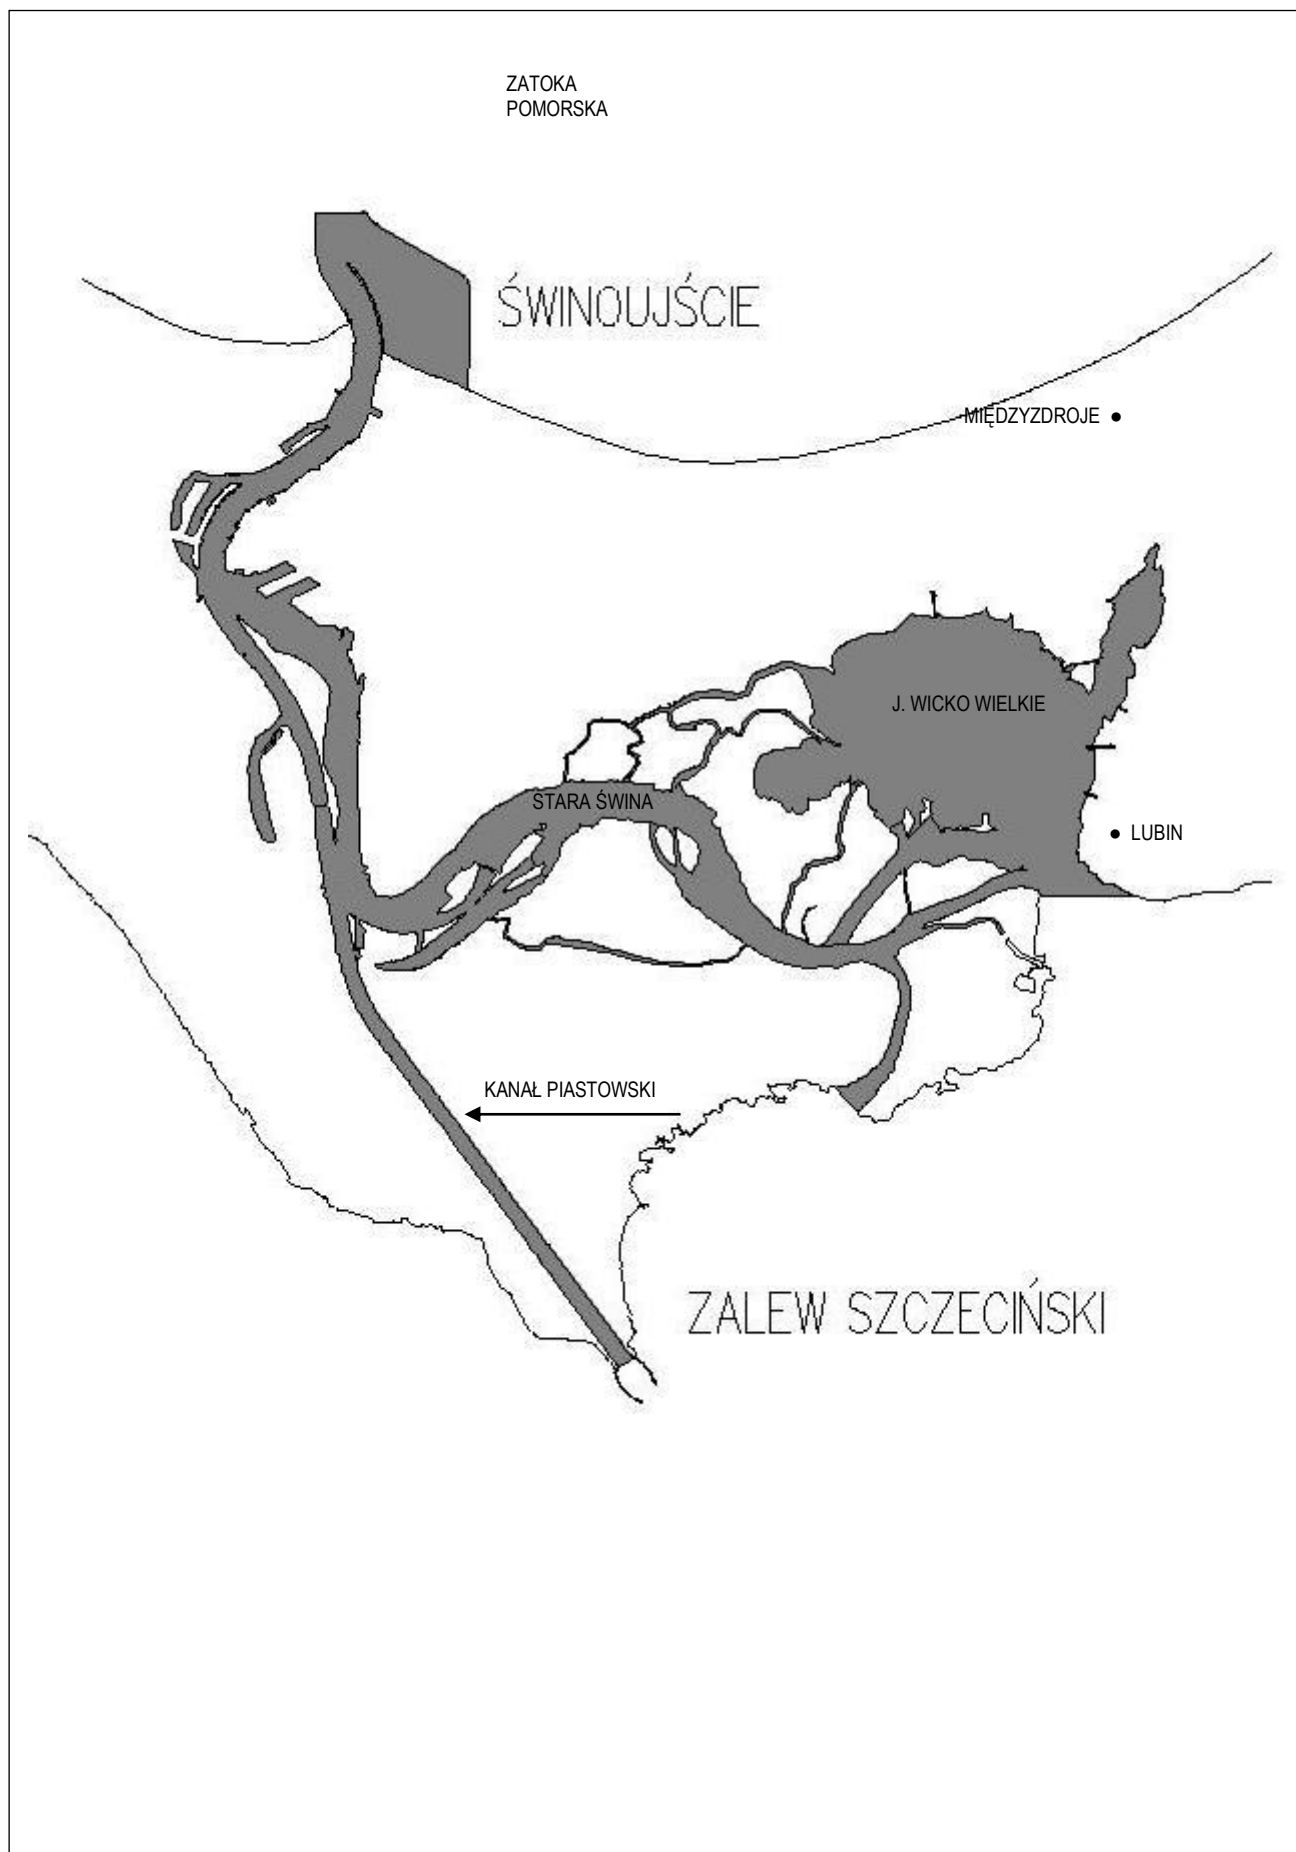 ZATOKA
POMORSKA
ŚWINOUJŚCIE
MIĘDZYZDROJE
J. WICKO WIELKIE
STARA ŚWINA
LUBIN
KANAŁ PIASTOWSKI
ZALEW SZCZECIŃSKI